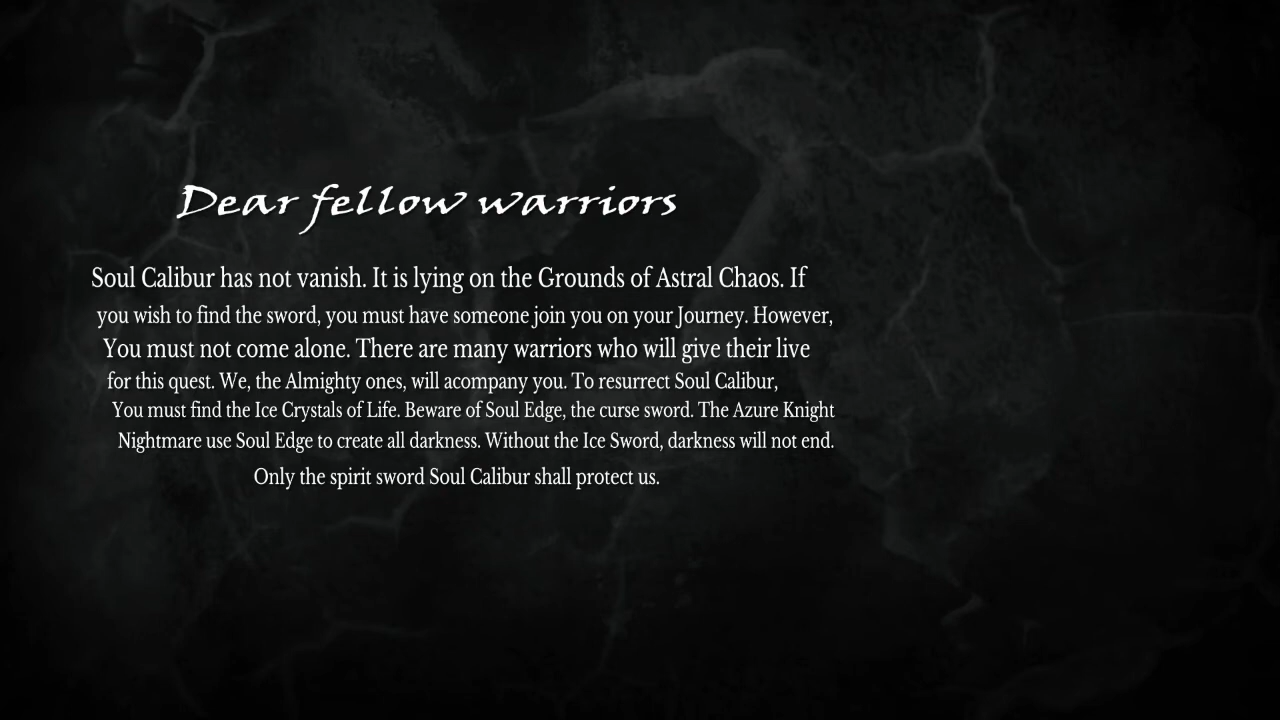 Dear fellow warriors
Soul Calibur has not vanish. It is lying on the Grounds of Astral Chaos. If
you wish to find the sword, you must have someone join you on your Journey. However,
You must not come alone. There are many warriors who will give their live
for this quest. We, the Almighty ones, will acompany you. To resurrect Soul Calibur,
You must find the Ice Crystals of Life. Beware of Soul Edge, the curse sword. The Azure Knight
Nightmare use Soul Edge to create all darkness. Without the Ice Sword, darkness will not end.
Only the spirit sword Soul Calibur shall protect us.